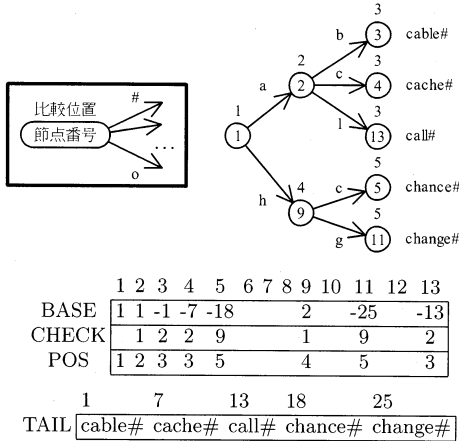 比較位置
節点番号
#
...
o
1
1
a
h
2
2
4
9
b
c
l
c
g
3
3
cable#
3
4
cache#
3
13
call#
5
5
chance#
5
11
change#
1 2 3 4 5 6 7 8 9 10 11 12 13
BASE 1 1 -1 -7 -18 2 -25 -13
CHECK 1 2 2 9 1 9 2
POS 1 2 3 3 5 4 5 3
1 7 13 18 25
TAIL cable# cache# call# chance# change#